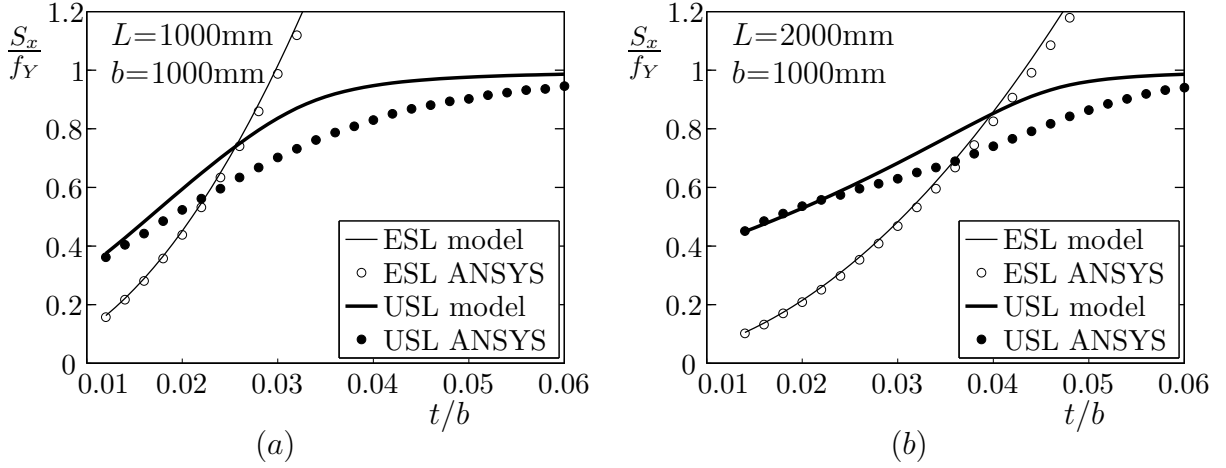 S_x/f_Y
L=1000mm
b=1000mm
1.2
1
0.8
0.6
0.4
0.2
0
ESL model
ESL ANSYS
USL model
USL ANSYS
0.01 0.02 0.03 0.04 0.05 0.06
t/b
(a)
S_x/f_Y
L=2000mm
b=1000mm
1.2
1
0.8
0.6
0.4
0.2
0
ESL model
ESL ANSYS
USL model
USL ANSYS
0.01 0.02 0.03 0.04 0.05 0.06
t/b
(b)